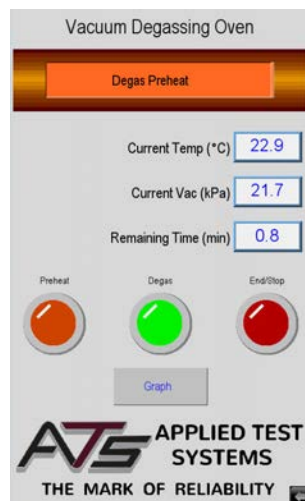 Vacuum Degassing Oven
Degas Preheat
Current Temp (°C) 22.9
Current Vac (kPa) 21.7
Remaining Time (min) 0.8
Preheat Degas End/Stop
Graph
ATS APPLIED TEST
SYSTEMS
THE MARK OF RELIABILITY